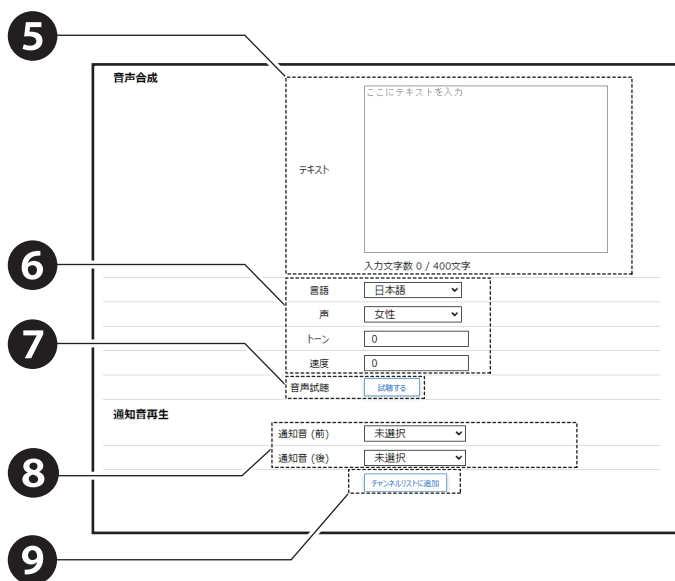 5
音声合成
ここにテキストを入力
テキスト
入力文字数 0 / 400文字
6
言語 日本語
声 女性
トーン 0
7
速度 0
音声試聴 試聴する
通知音再生
通知音 (前) 未選択
8
通知音 (後) 未選択
チャンネルリストに追加
9